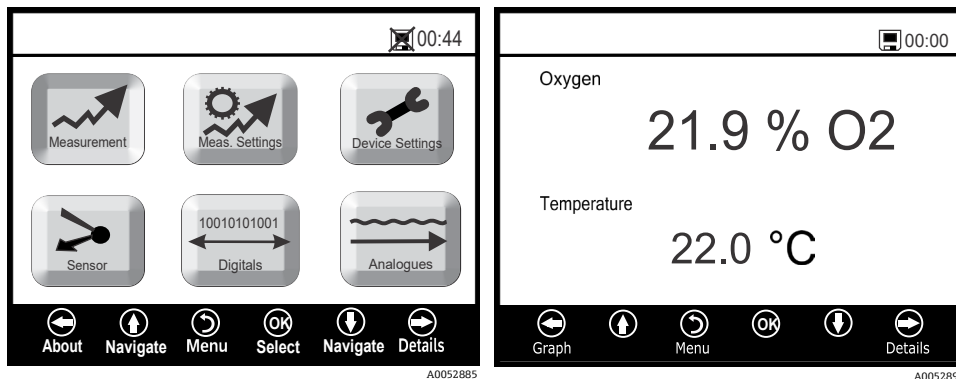 00:44
Measurement
Meas. Settings
Device Settings
Sensor
10010101001
Digitals
Analogues
OK
About Navigate Menu Select Navigate Details
A0052885
00:00
Oxygen
21.9 % O2
Temperature
22.0 °C
OK
Graph Menu Details